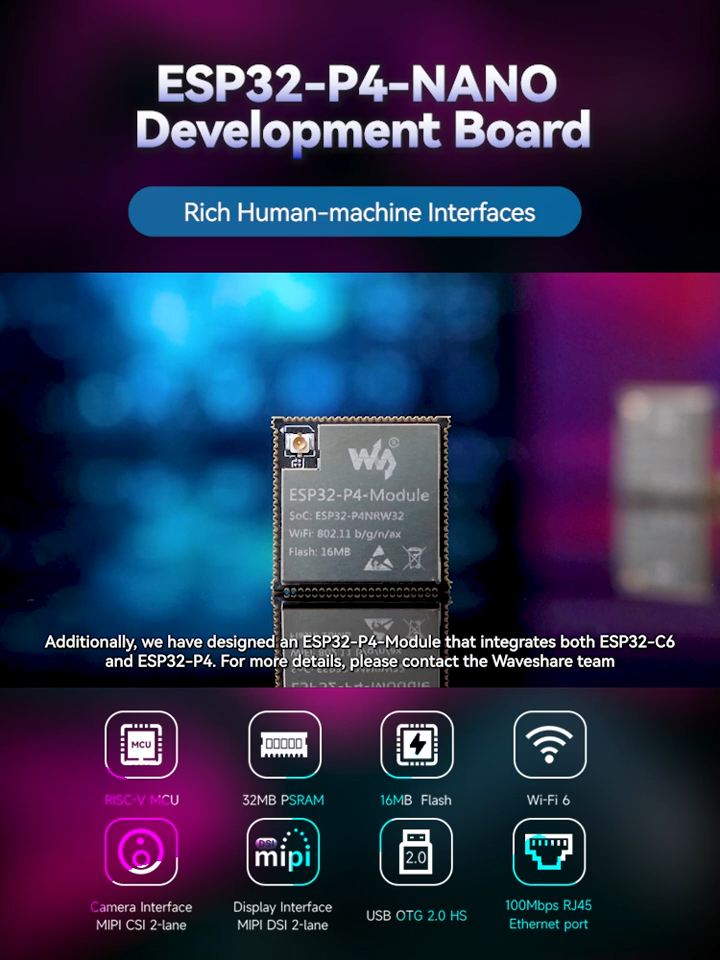 ESP32-P4-NANO
Development Board
Rich Human-machine Interfaces
W ®
ESP32-P4-Module
SoC: ESP32-P4NRW32
WiFi: 802.11 b/g/n/ax
Flash: 16MB
Additionally, we have designed an ESP32-P4-Module that integrates both ESP32-C6
and ESP32-P4. For more details, please contact the Waveshare team
MCU
RISC-V MCU
32MB PSRAM
16MB Flash
Wi-Fi 6
DSI
mipi
2.0
Camera Interface
MIPI CSI 2-lane
Display Interface
MIPI DSI 2-lane
USB OTG 2.0 HS
100Mbps RJ45
Ethernet port